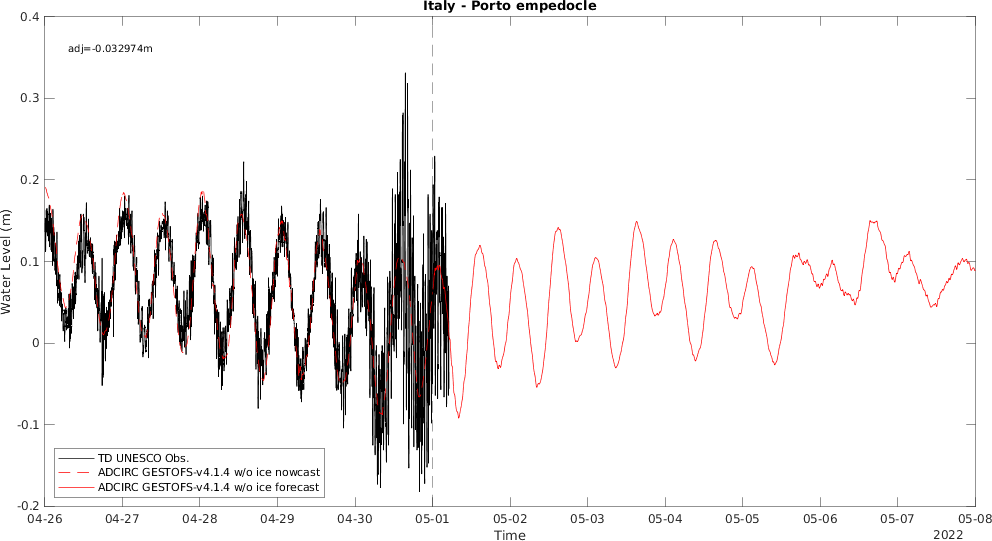 Italy - Porto empedocle
adj=-0.032974m
Water Level (m)
0.4
0.3
0.2
0.1
0
-0.1
-0.2
TD UNESCO Obs.
ADCIRC GESTOFS-v4.1.4 w/o ice nowcast
ADCIRC GESTOFS-v4.1.4 w/o ice forecast
04-26 04-27 04-28 04-29 04-30 05-01 05-02 05-03 05-04 05-05 05-06 05-07 05-08
Time
2022